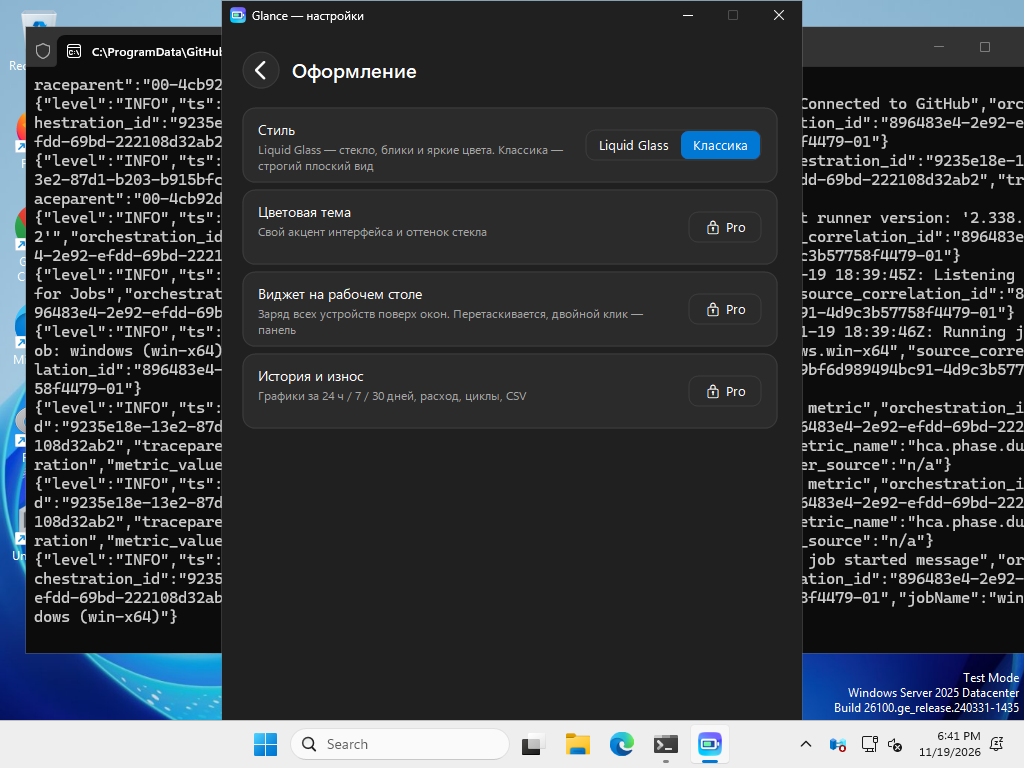 Glance — настройки
C:\ProgramData\GitHub
Оформление
Стиль
Liquid Glass — стекло, блики и яркие цвета. Классика —
строгий плоский вид
Liquid Glass
Классика
Цветовая тема
Свой акцент интерфейса и оттенок стекла
Pro
Виджет на рабочем столе
Заряд всех устройств поверх окон. Перетаскивается, двойной клик —
панель
Pro
История и износ
Графики за 24 ч / 7 / 30 дней, расход, циклы, CSV
Pro
raceparent":"00-4cb92
{"level":"INFO","ts":
hestration_id":"9235e
efdd-69bd-222108d32ab2
{"level":"INFO","ts":
3e2-87d1-b203-b915bfc
aceparent":"00-4cb92d
{"level":"INFO","ts":
2'","orchestration_id
4-2e92-efdd-69bd-222
{"level":"INFO","ts":
for Jobs","orchestrat
96483e4-2e92-efdd-69b
{"level":"INFO","ts":
ob: windows (win-x64)
lation_id":"896483e4-
58f4479-01"}
{"level":"INFO","ts":
d":"9235e18e-13e2-87d
108d32ab2","tracepare
ration","metric_value
{"level":"INFO","ts":
d":"9235e18e-13e2-87d
108d32ab2","tracepare
ration","metric_value
{"level":"INFO","ts":
chestration_id":"9235
efdd-69bd-222108d32ab
dows (win-x64)"}
Connected to GitHub","or
on_id":"896483e4-2e92-e
f4479-01"}
estration_id":"9235e18e-1
dd-69bd-222108d32ab2","tr
t runner version: '2.338.
_correlation_id":"896483e
c3b57758f4479-01"}
-19 18:39:45Z: Listening
source_correlation_id":"8
91-4d9c3b57758f4479-01"}
1-19 18:39:46Z: Running j
ws.win-x64","source_corre
9bf6d989494bc91-4d9c3b577
metric","orchestration_i
6483e4-2e92-efdd-69bd-222
etric_name":"hca.phase.du
er_source":"n/a"}
metric","orchestration_i
6483e4-2e92-efdd-69bd-222
etric_name":"hca.phase.du
_source":"n/a"}
job started message","or
ation_id":"896483e4-2e92-
8f4479-01","jobName":"win
Test Mode
Windows Server 2025 Datacenter
Build 26100.ge_release.240331-1435
Search
6:41 PM
11/19/2026